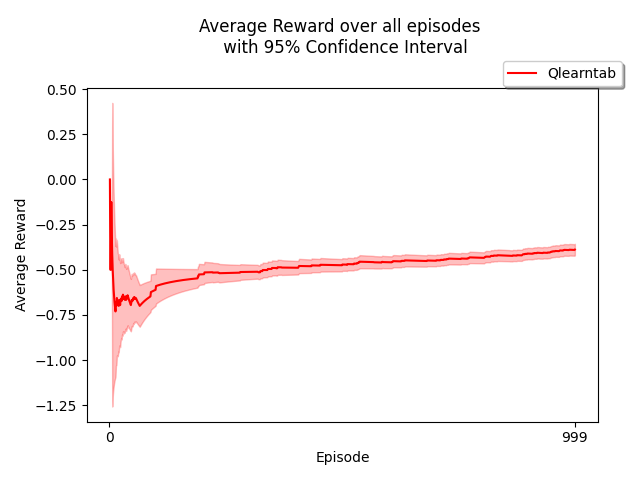 Average Reward over all episodes
with 95% Confidence Interval
Qlearntab
0.50
0.25
0.00
−0.25
−0.50
−0.75
−1.00
−1.25
Average Reward
0
999
Episode